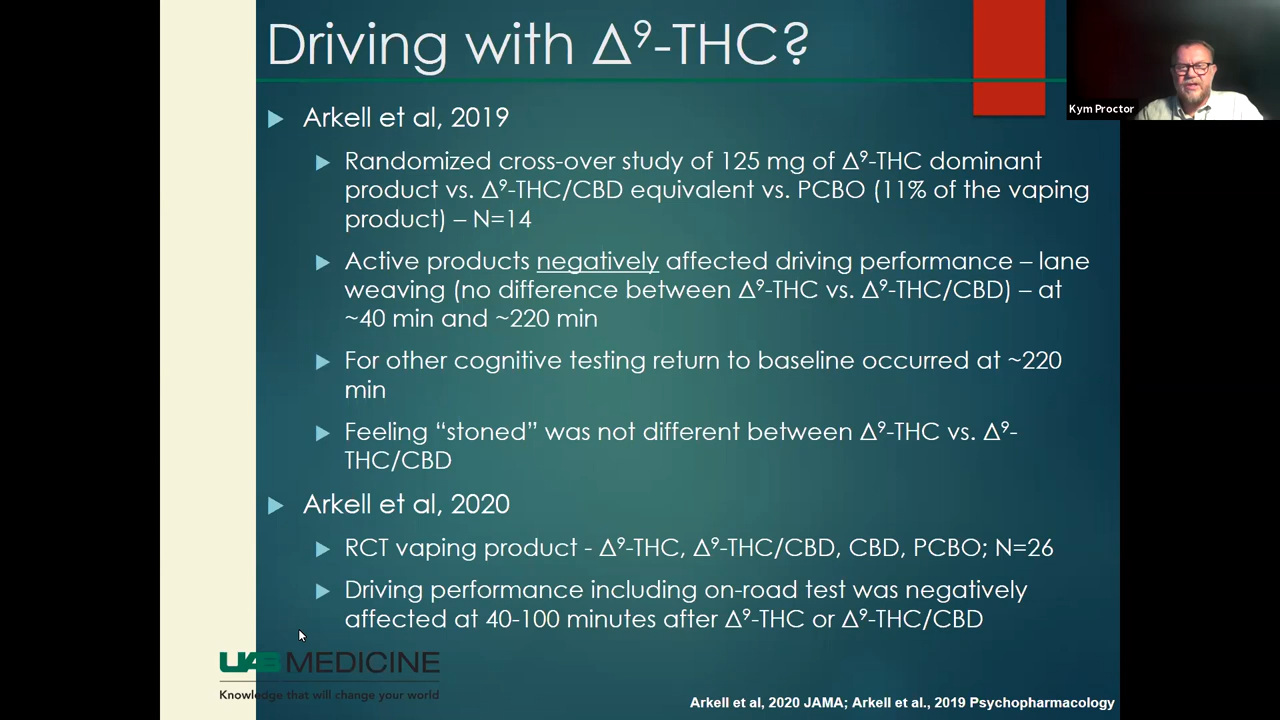 Driving with Δ⁹-THC?
Kym Proctor
Arkell et al, 2019
Randomized cross-over study of 125 mg of Δ⁹-THC dominant
product vs. Δ⁹-THC/CBD equivalent vs. PCBO (11% of the vaping
product) – N=14
Active products negatively affected driving performance – lane
weaving (no difference between Δ⁹-THC vs. Δ⁹-THC/CBD) – at
~40 min and ~220 min
For other cognitive testing return to baseline occurred at ~220
min
Feeling “stoned” was not different between Δ⁹-THC vs. Δ⁹-
THC/CBD
Arkell et al, 2020
RCT vaping product - Δ⁹-THC, Δ⁹-THC/CBD, CBD, PCBO; N=26
Driving performance including on-road test was negatively
affected at 40-100 minutes after Δ⁹-THC or Δ⁹-THC/CBD
UAB MEDICINE
Knowledge that will change your world
Arkell et al, 2020 JAMA; Arkell et al., 2019 Psychopharmacology